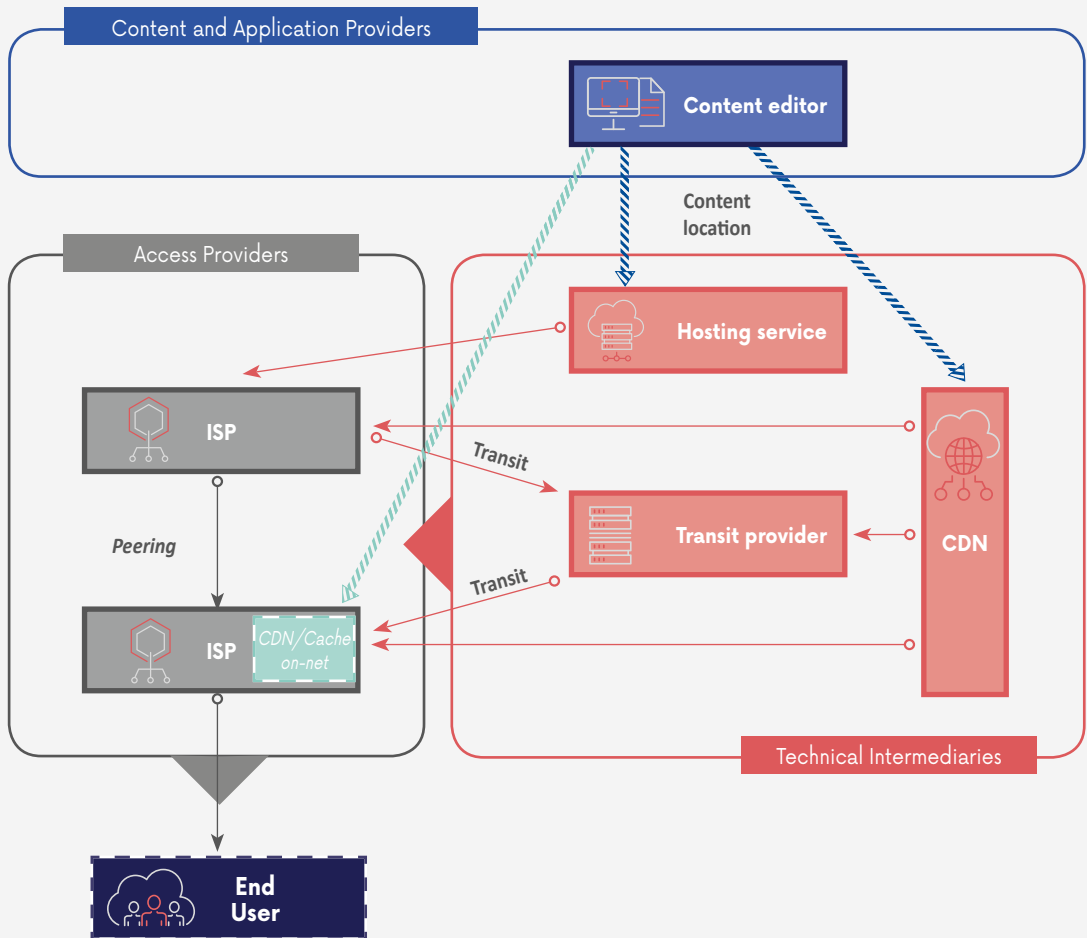 Content and Application Providers
Content editor
Content
location
Access Providers
Hosting service
ISP
Transit
Transit provider
CDN
Peering
Transit
ISP
CDN/Cache
on-net
Technical Intermediaries
End
User